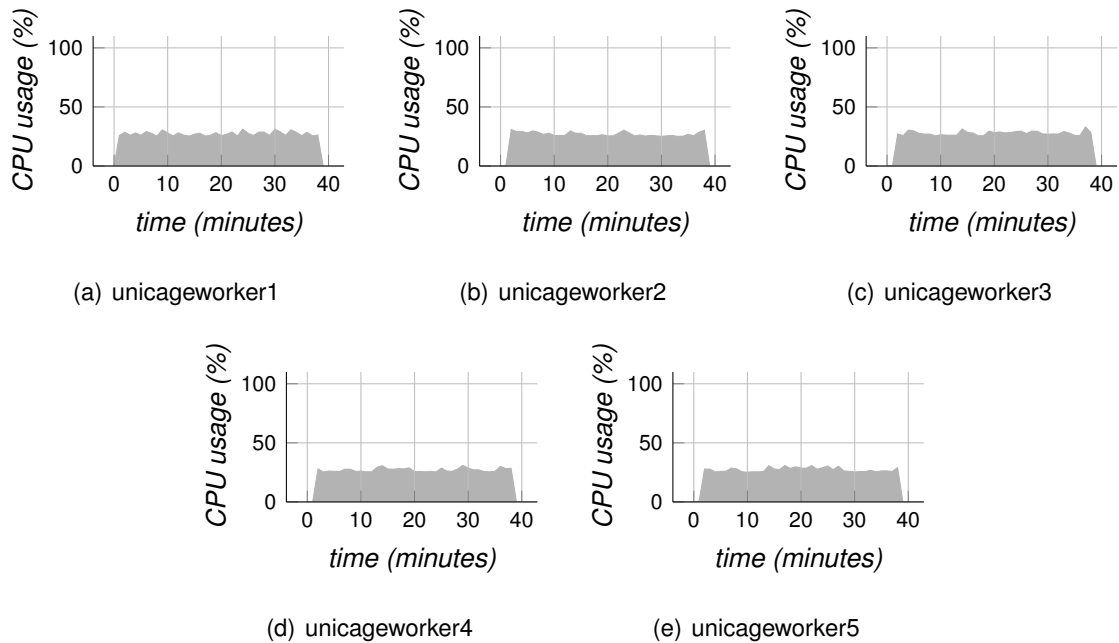 CPU usage (%)
100
50
0
0 10 20 30 40
time (minutes)
(a) unicageworker1
CPU usage (%)
100
50
0
0 10 20 30 40
time (minutes)
(b) unicageworker2
CPU usage (%)
100
50
0
0 10 20 30 40
time (minutes)
(c) unicageworker3
CPU usage (%)
100
50
0
0 10 20 30 40
time (minutes)
(d) unicageworker4
CPU usage (%)
100
50
0
0 10 20 30 40
time (minutes)
(e) unicageworker5